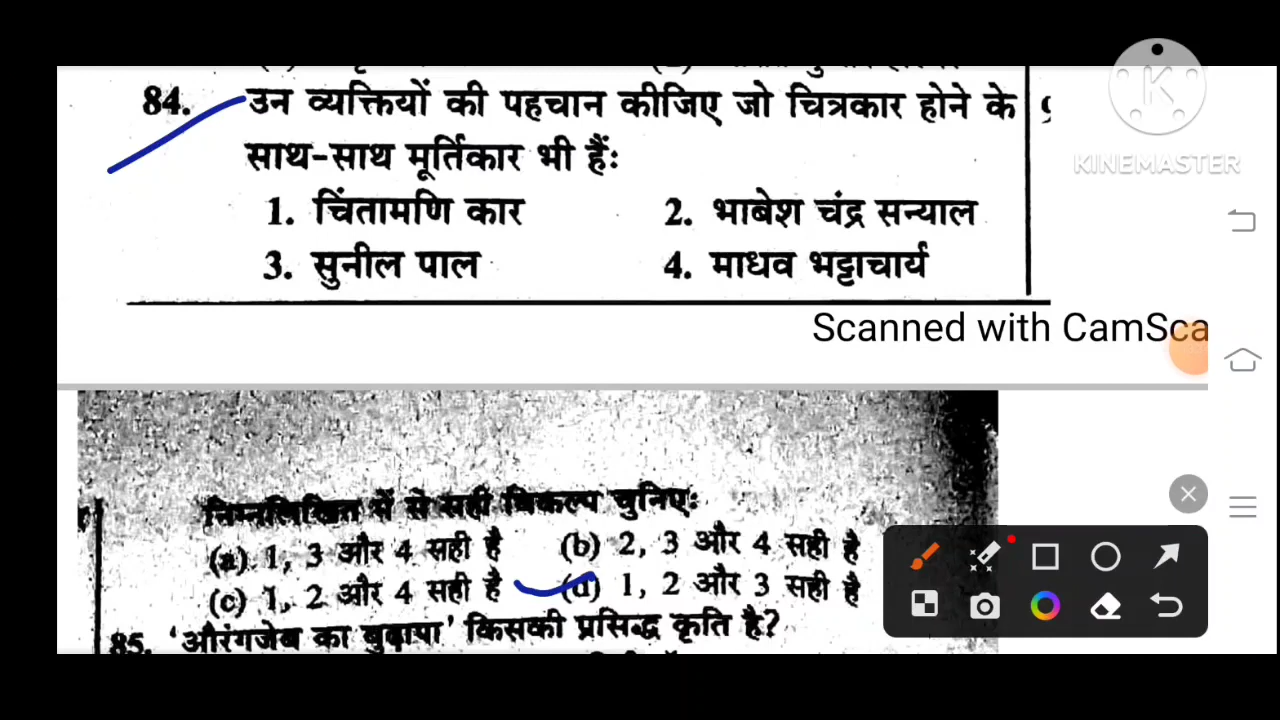 84. उन व्यक्तियों की पहचान कीजिए जो चित्रकार होने के
साथ-साथ मूर्तिकार भी हैं:
1. चिंतामणि कार 2. भाबेश चंद्र सन्याल
3. सुनील पाल 4. माधव भट्टाचार्य
KINEMASTER
Scanned with CamSca
निम्नलिखित में से सही विकल्प चुनिए:
(a) 1, 3 और 4 सही है (b) 2, 3 और 4 सही है
(c) 1, 2 और 4 सही है (d) 1, 2 और 3 सही है
85. 'औरंगजेब का बुढ़ापा' किसकी प्रसिद्ध कृति है?